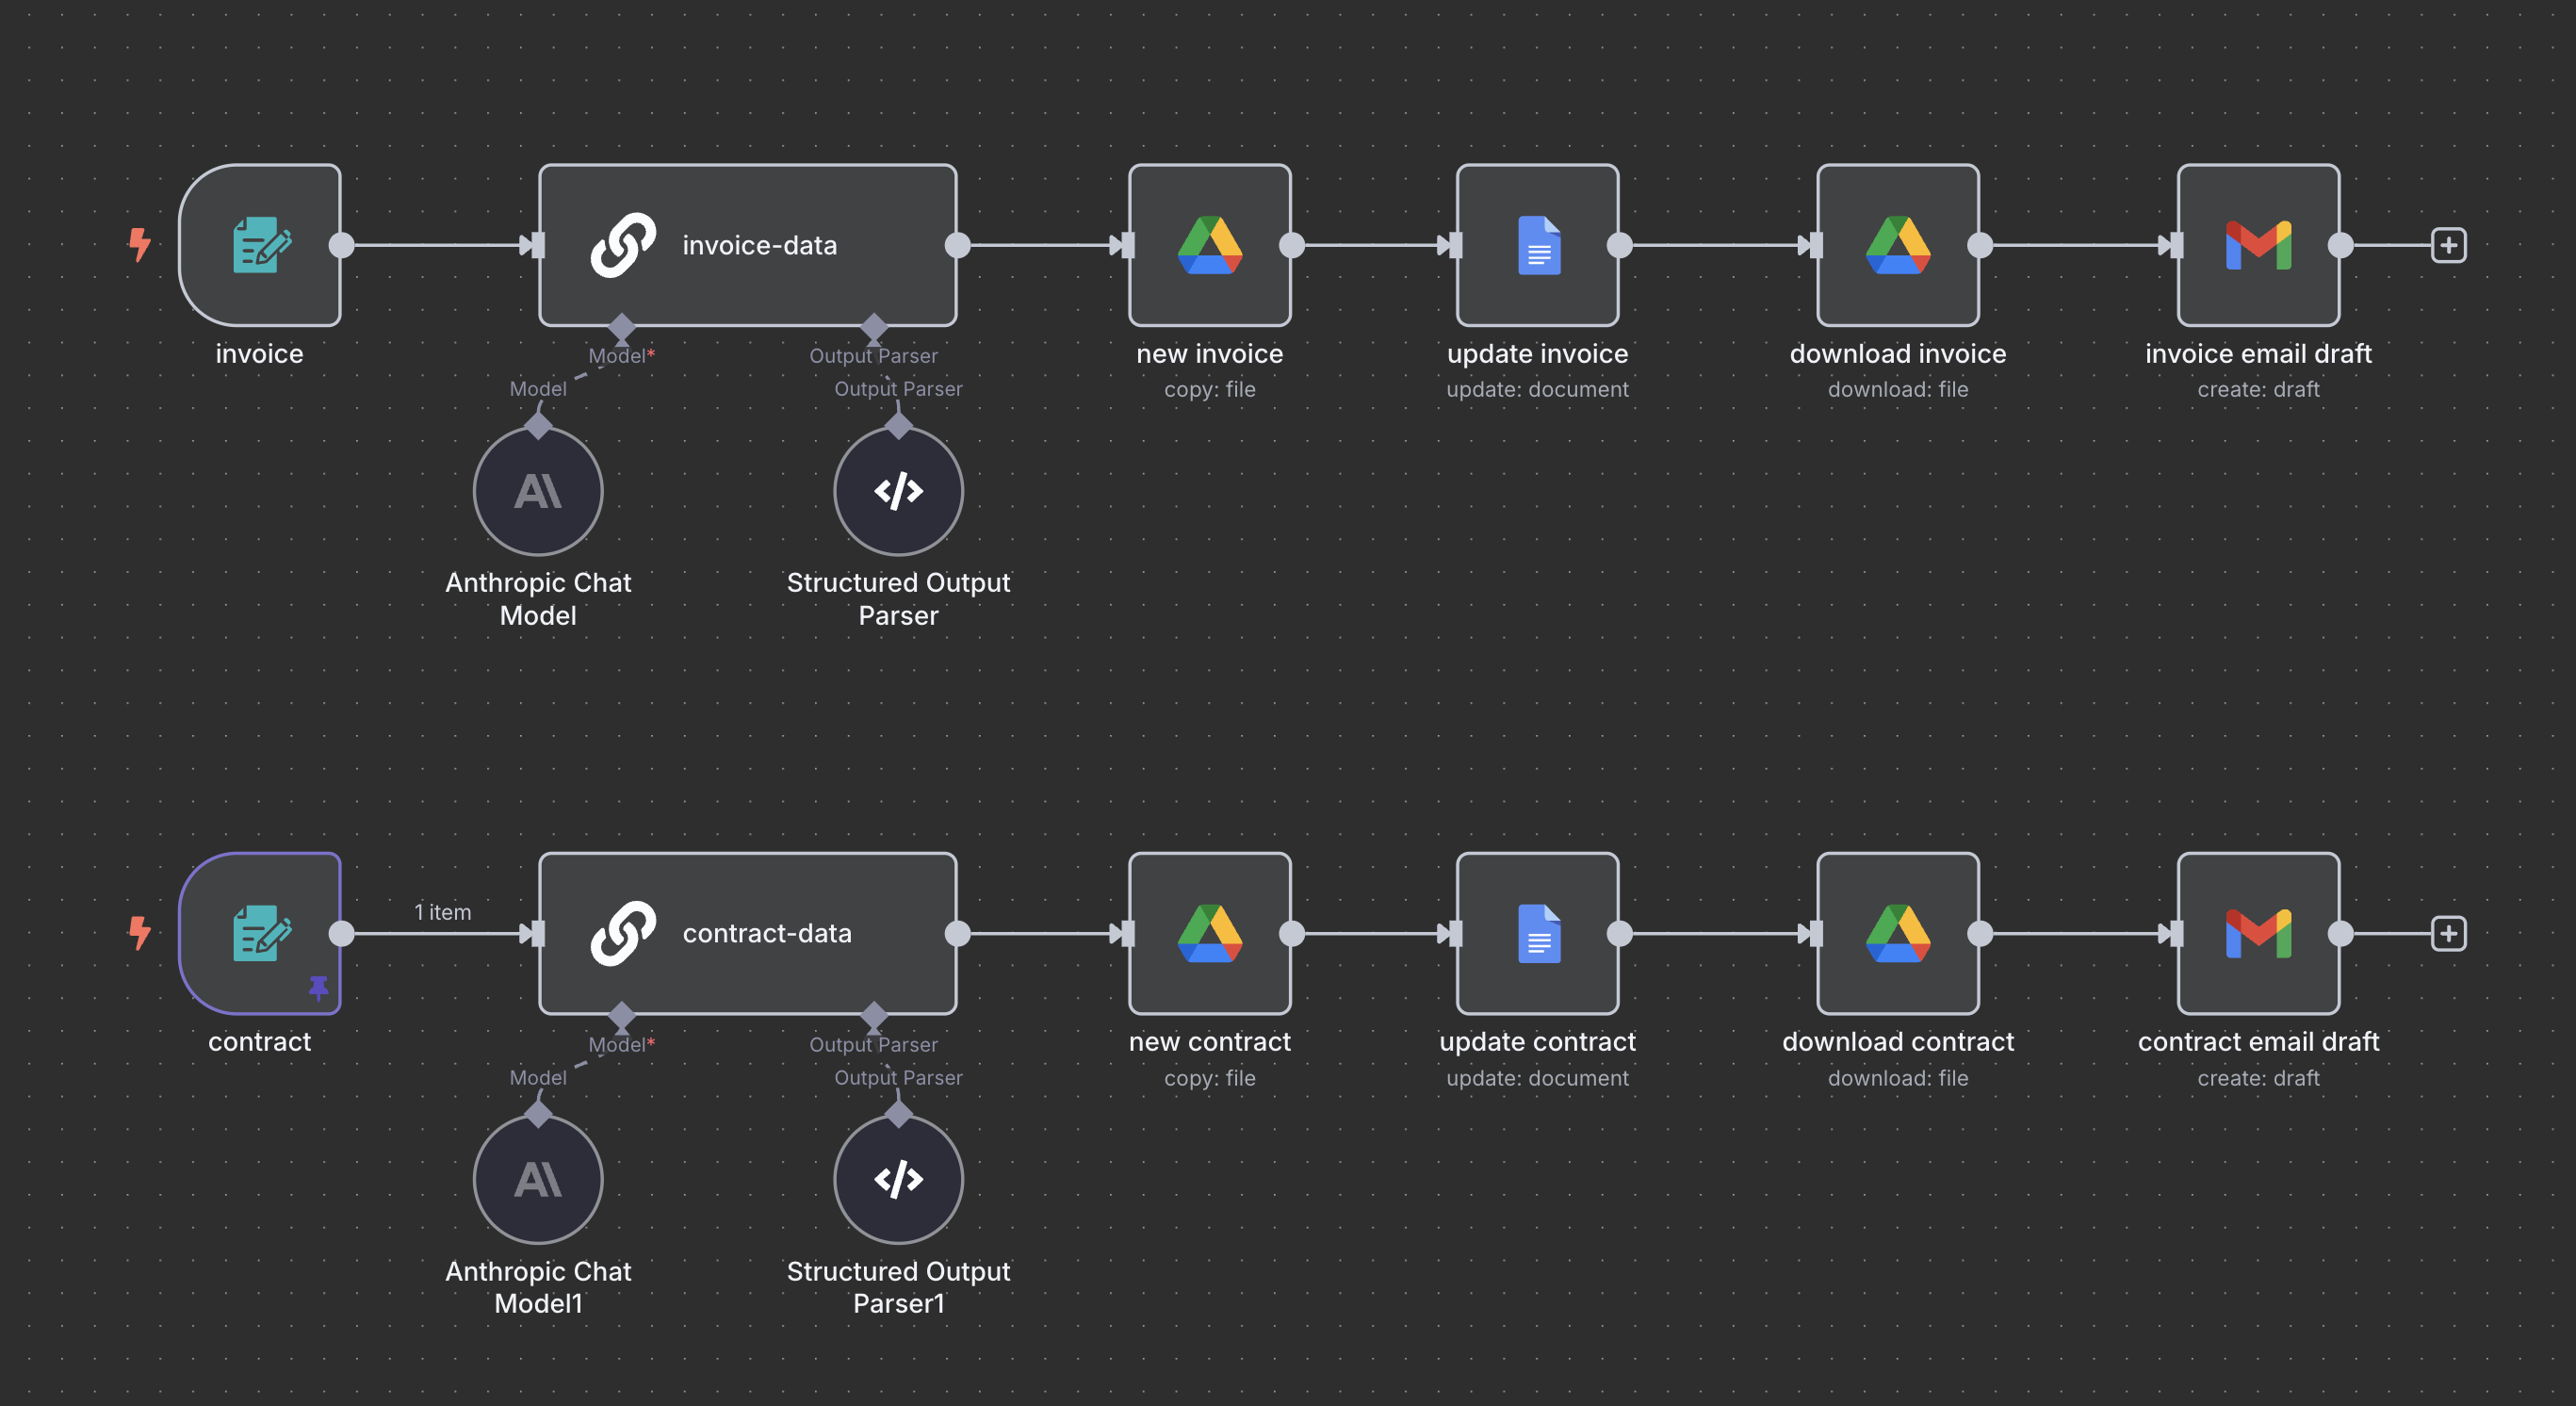 invoice-data
invoice
Model*
Output Parser
Model
Output Parser
Anthropic Chat
Model
Structured Output
Parser
new invoice
copy: file
update invoice
update: document
download invoice
download: file
invoice email draft
create: draft
1 item
contract-data
contract
Model*
Output Parser
Model
Output Parser
Anthropic Chat
Model1
Structured Output
Parser1
new contract
copy: file
update contract
update: document
download contract
download: file
contract email draft
create: draft